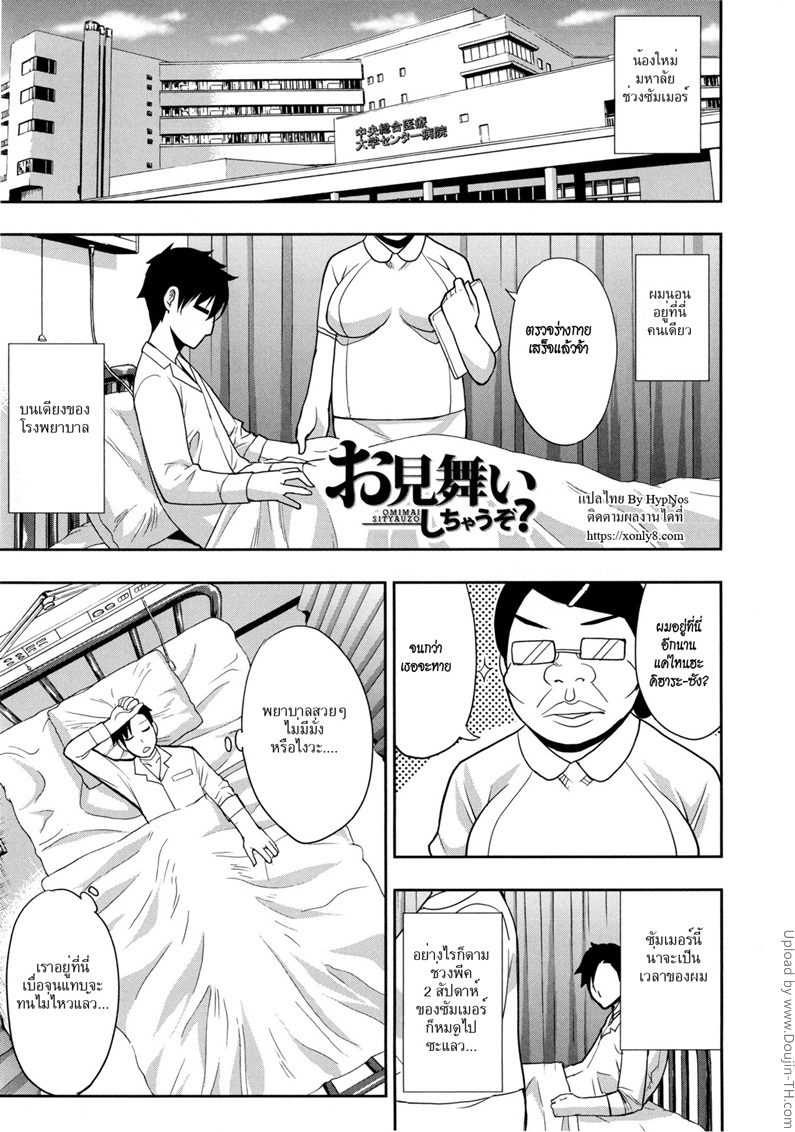 น้องใหม่
มหาลัย
ช่วงซัมเมอร์
中央総合医療
大学センター病院
ผมนอน
อยู่ที่นี่
คนเดียว
ตรวจร่างกาย
เสร็จแล้วจ้า
บนเตียงของ
โรงพยาบาล
お見舞い
OMIMAI
SITYAUZO
しちゃうぞ?
แปลไทย By HypNos
ติดตามผลงานได้ที่
https://xonly8.com
ผมอยู่ที่นี่
อีกนาน
แค่ไหนฮะ
คิฮาระ-ซัง?
จนกว่า
เธอจะหาย
พยาบาลสวยๆ
ไม่มีมั่ง
หรือไงวะ....
เราอยู่ที่นี่
เบื่อจนแทบจะ
ทนไม่ไหวแล้ว...
ซัมเมอร์นี้
น่าจะเป็น
เวลาของผม
อย่างไรก็ตาม
ช่วงพีค
2 สัปดาห์
ของซัมเมอร์
ก็หมดไป
ซะแลว...
Upload by www.Doujin-TH.com